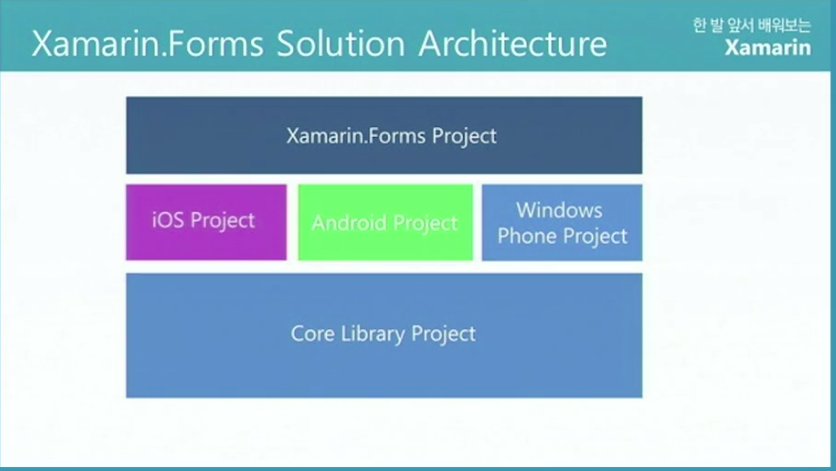 Xamarin.Forms Solution Architecture
한 발 앞서 배워보는
Xamarin
Xamarin.Forms Project
iOS Project
Android Project
Windows
Phone Project
Core Library Project